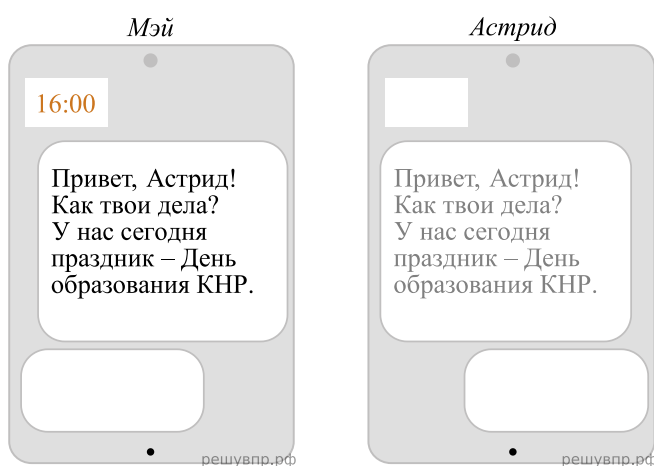 Мэй
Астрид
16:00
Привет, Астрид!
Как твои дела?
У нас сегодня
праздник – День
образования КНР.
Привет, Астрид!
Как твои дела?
У нас сегодня
праздник – День
образования КНР.
решувпр.рф
решувпр.рф